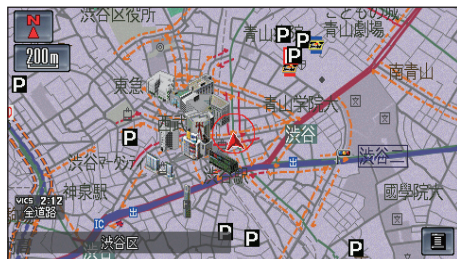 渋谷区役所
こどもの城
青山劇場
N
200m
P
P
P
P
東急
南青山
青山学院大
西武
渋谷
渋谷二
P
渋谷マークシティ
神泉駅
國學院大
VICS 2:12
全道路
IC
渋谷区
P
P
P